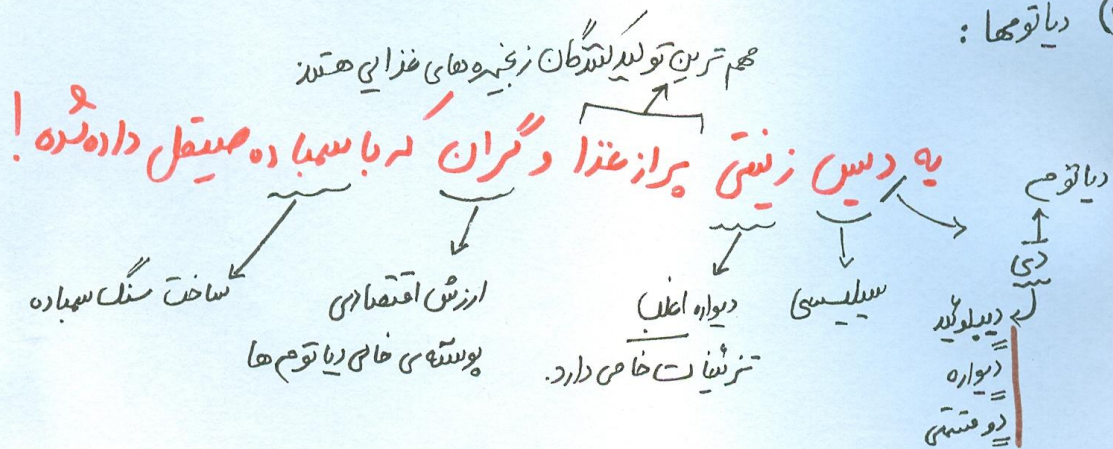 دیاتومها :
مهم ترین تولیدکنندگان زنجیره های غذایی هستند
یه دیس زینتی پر از غذا و گران که با سمباده صیقل داده شده !
دیاتوم
دی
دیپلوئید
دیواره
دو قسمتی
سیلیسی
دیواره اغلب
تزئینات خاصی دارد.
ارزش اقتصادی
پوسته ی خالی دیاتوم ها
ساخت سنگ سمباده